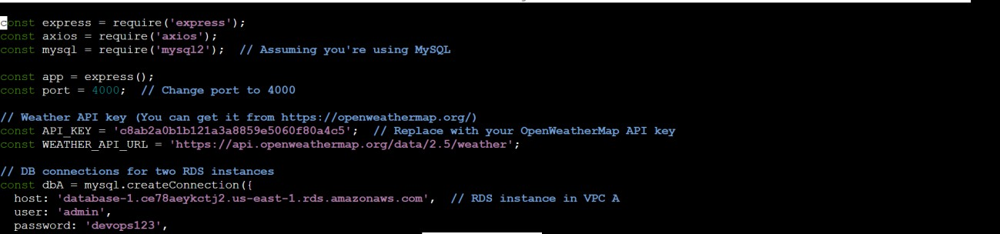 const express = require('express');
const axios = require('axios');
const mysql = require('mysql2');  // Assuming you're using MySQL
const app = express();
const port = 4000;  // Change port to 4000
// Weather API key (You can get it from https://openweathermap.org/)
const API_KEY = 'c8ab2a0b1b121a3a8859e5060f80a4c5';  // Replace with your OpenWeatherMap API key
const WEATHER_API_URL = 'https://api.openweathermap.org/data/2.5/weather';
// DB connections for two RDS instances
const dbA = mysql.createConnection({
  host: 'database-1.ce78aeykctj2.us-east-1.rds.amazonaws.com',  // RDS instance in VPC A
  user: 'admin',
  password: 'devops123',